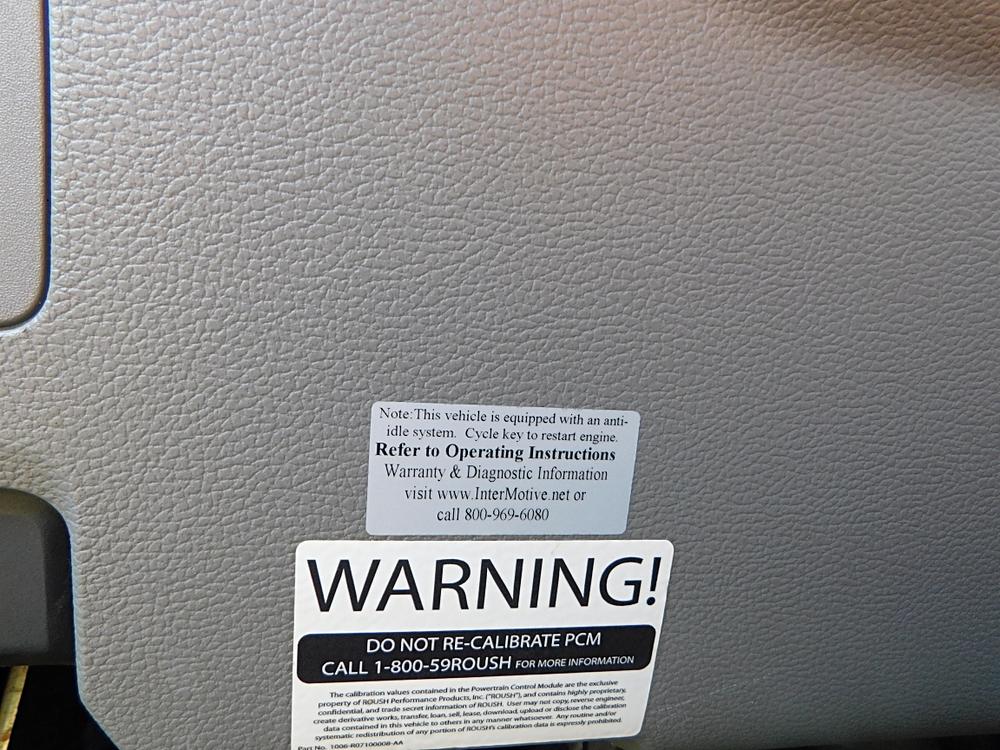 Note:This vehicle is equipped with an anti-
idle system. Cycle key to restart engine.
Refer to Operating Instructions
Warranty & Diagnostic Information
visit www.InterMotive.net or
call 800-969-6080
WARNING!
DO NOT RE-CALIBRATE PCM
CALL 1-800-59ROUSH FOR MORE INFORMATION
The calibration values contained in the Powertrain Control Module are the exclusive
property of ROUSH Performance Products, Inc. ("ROUSH"), and contains highly proprietary,
confidential, and trade secret information of ROUSH. User may not copy, reverse engineer,
create derivative works, transfer, loan, sell, lease, download, upload or disclose the calibration
data contained in this vehicle to others in any manner whatsoever. Any routine and/or
systematic redistribution of any portion of ROUSH's calibration data is expressly prohibited.
Part No. 1006-R07100008-AA